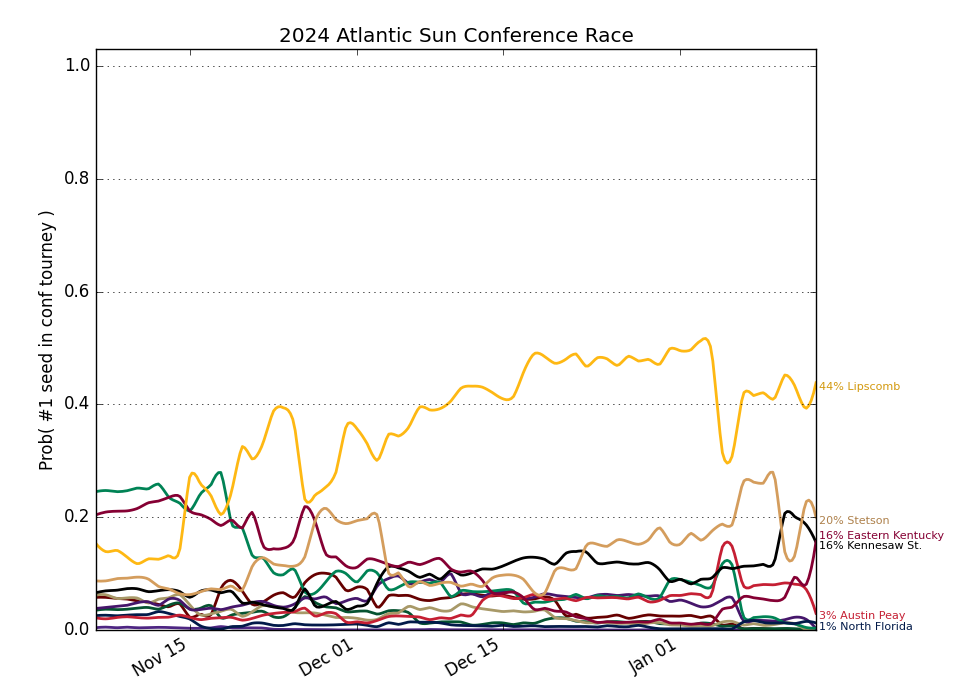 2024 Atlantic Sun Conference Race
Prob( #1 seed in conf tourney )
1.0
0.8
0.6
0.4
0.2
0.0
Nov 15
Dec 01
Dec 15
Jan 01
44% Lipscomb
20% Stetson
16% Eastern Kentucky
16% Kennesaw St.
3% Austin Peay
1% North Florida